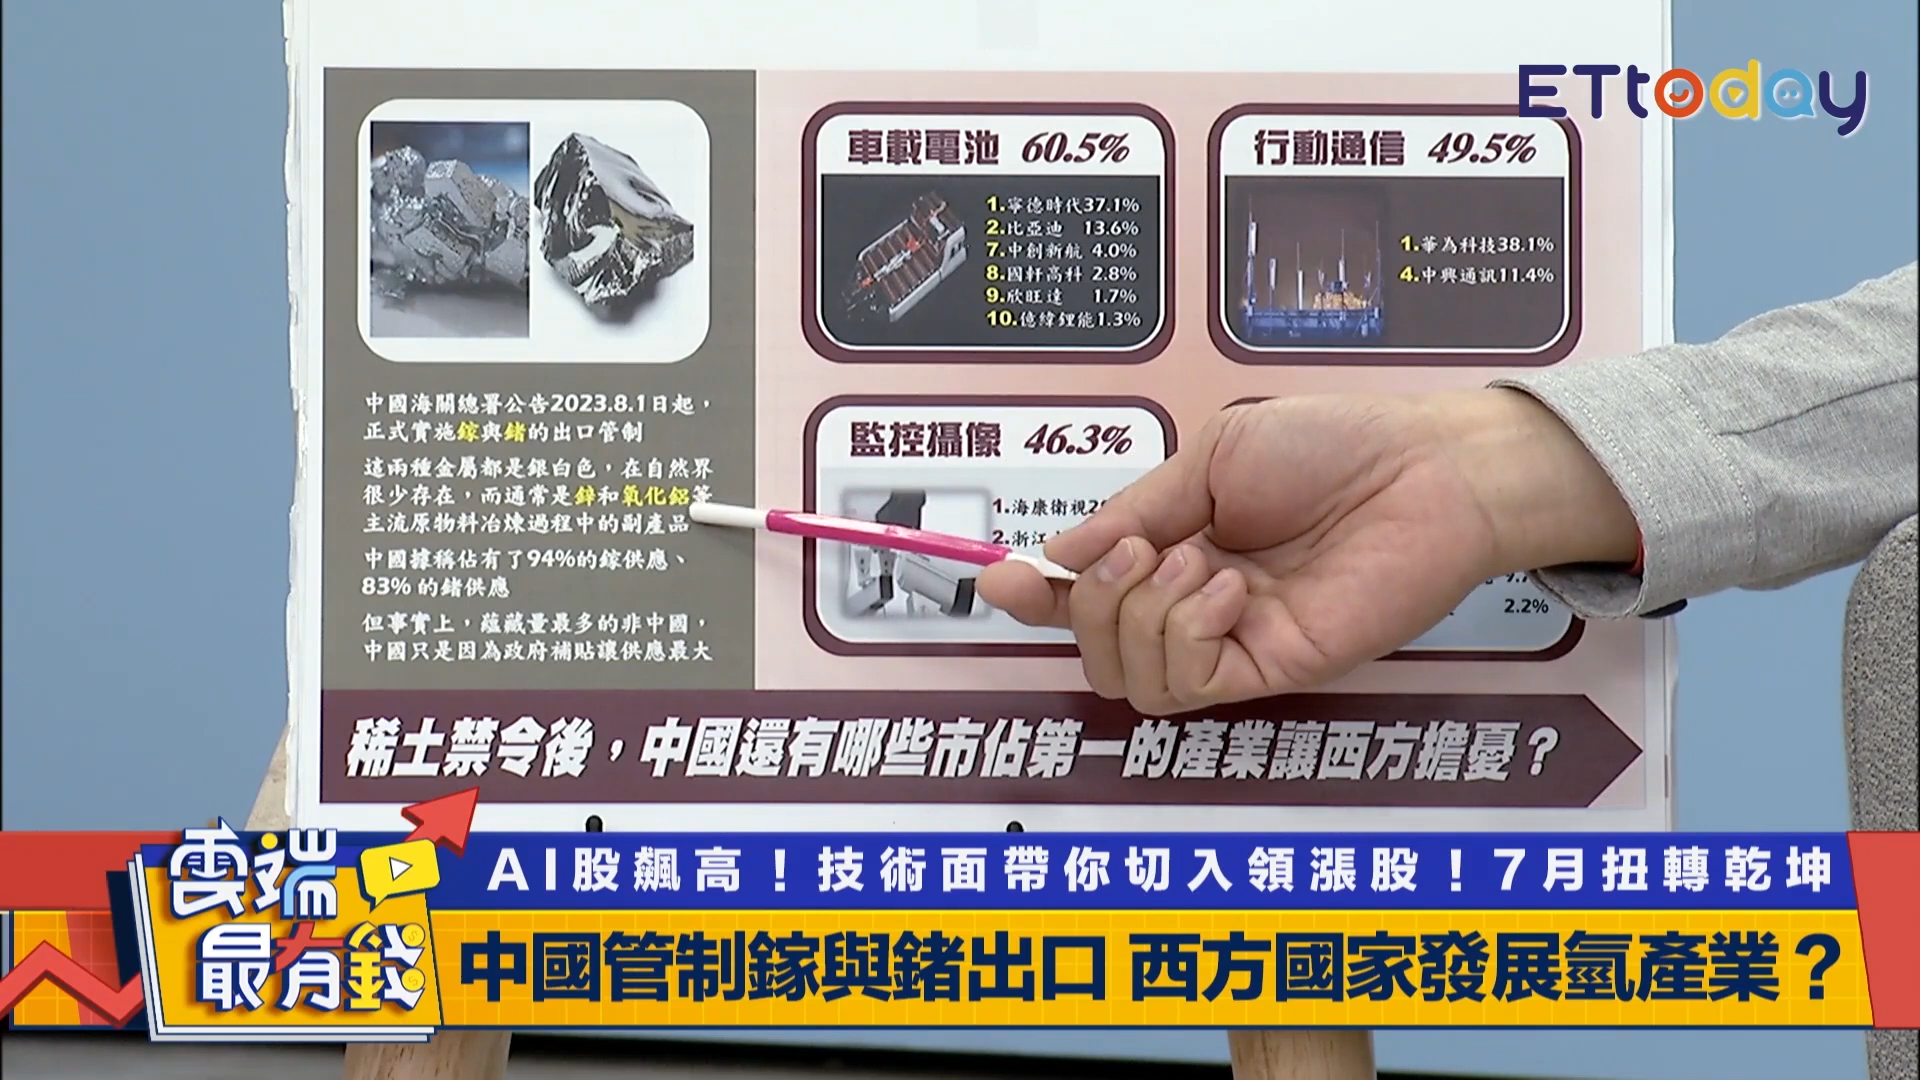 ETtoday
中國海關總署公告2023.8.1日起，
正式實施鎵與鍺的出口管制
這兩種金屬都是銀白色，在自然界
很少存在，而通常是鋅和氧化鋁等
主流原物料冶煉過程中的副產品
中國據稱佔有了94%的鎵供應、
83% 的鍺供應
但事實上，蘊藏量最多的非中國，
中國只是因為政府補貼讓供應最大
車載電池 60.5%
1.寧德時代37.1%
2.比亞迪 13.6%
7.中創新航 4.0%
8.國軒高科 2.8%
9.欣旺達 1.7%
10.億緯鋰能1.3%
行動通信 49.5%
1.華為科技38.1%
4.中興通訊11.4%
監控攝像 46.3%
1.海康衛視2
2.浙江
2.2%
稀土禁令後，中國還有哪些市佔第一的產業讓西方擔憂？
雲端最有錢
AI股飆高！技術面帶你切入領漲股！7月扭轉乾坤
中國管制鎵與鍺出口 西方國家發展氫產業？